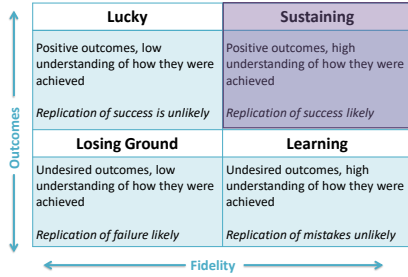 Lucky
Positive outcomes, low
understanding of how they were
achieved
Replication of success is unlikely
Sustaining
Positive outcomes, high
understanding of how they were
achieved
Replication of success likely
Losing Ground
Undesired outcomes, low
understanding of how they were
achieved
Replication of failure likely
Learning
Undesired outcomes, high
understanding of how they were
achieved
Replication of mistakes unlikely
Outcomes
Fidelity